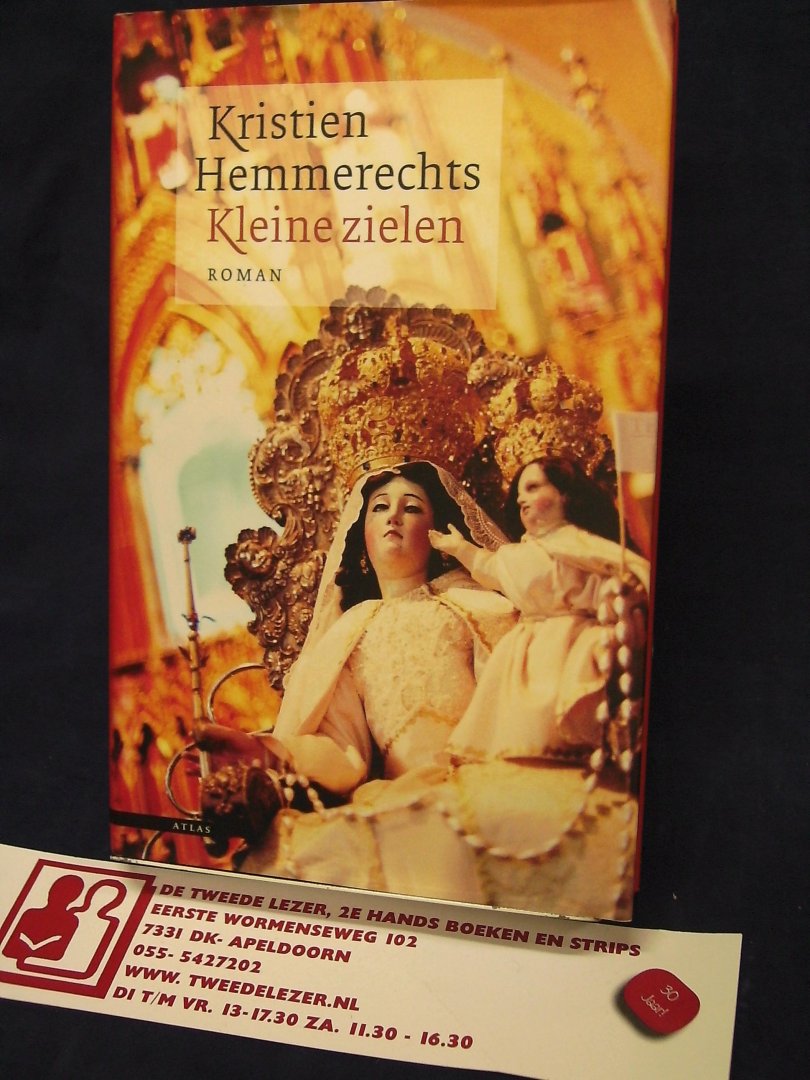 Kristien
Hemmerechts
Kleine zielen
ROMAN
ATLAS
DE TWEEDE LEZER, 2E HANDS BOEKEN EN STRIPS
EERSTE WORMENSEWEG 102
7331 DK- APELDOORN
055- 5427202
WWW. TWEEDELEZER.NL
DI T/M VR. 13-17.30 ZA. 11.30 - 16.30
30
Jaar!